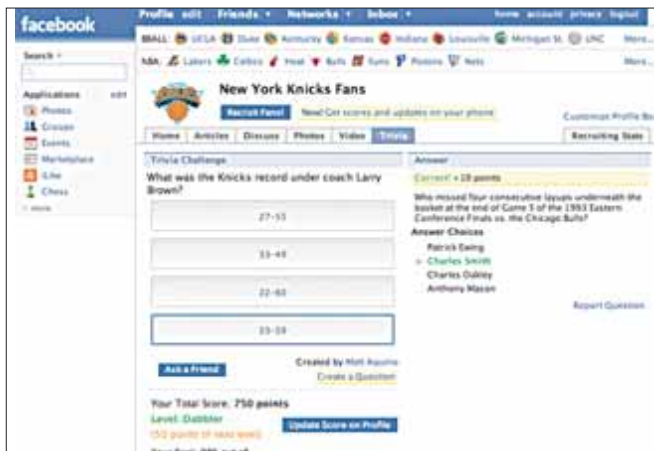 facebook
Profile edit Friends Networks Inbox
home account privacy logout
BBALL: UCLA Duke Kentucky Kansas Indiana Louisville Michigan St. UNC More...
NBA: Lakers Celtics Heat Bulls Suns Pistons Nets More...
Search
Applications edit
Photos
Groups
Events
Marketplace
iLike
Chess
more
New York Knicks Fans
Recruit Fans! New! Get scores and updates on your phone
Customize Profile Box
Home Articles Discuss Photos Video Trivia Recruiting Stats
Trivia Challenge
What was the Knicks record under coach Larry
Brown?
33-49
Ask a Friend
Created by Matt
Create a Question
Your Total Score: 750 points
Level: Dabbler
Update Score on Profile
Answer
Correct! +10 points
Who missed four consecutive layups underneath the
basket at the end of Game 5 of the 1993 Eastern
Conference Finals vs. the Chicago Bulls?
Answer Choices
Patrick Ewing
Charles Smith
Charles Oakley
Anthony Mason
Report Question